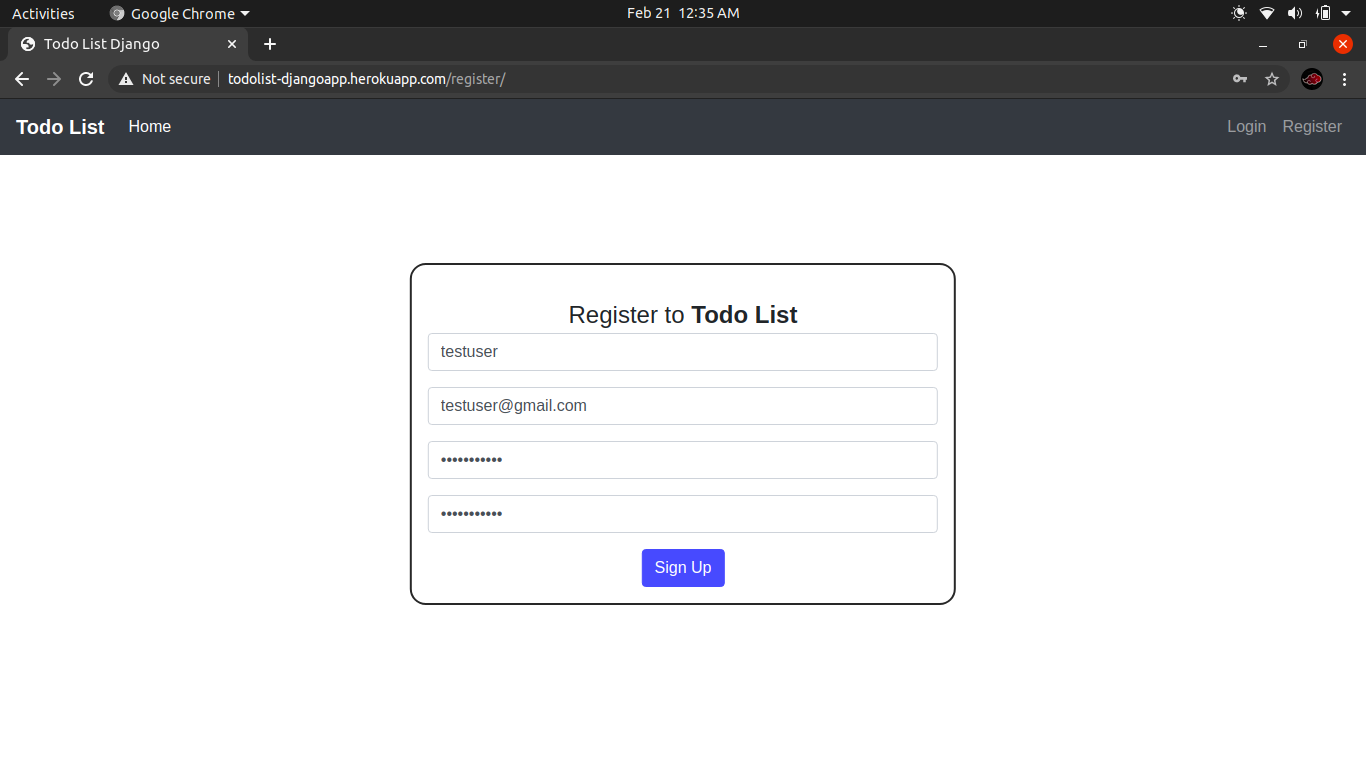 Activities Google Chrome Feb 21 12:35 AM
Todo List Django
Not secure todolist-djangoapp.herokuapp.com/register/
Todo List Home Login Register
Register to Todo List
testuser
testuser@gmail.com
•••••••••••
•••••••••••
Sign Up